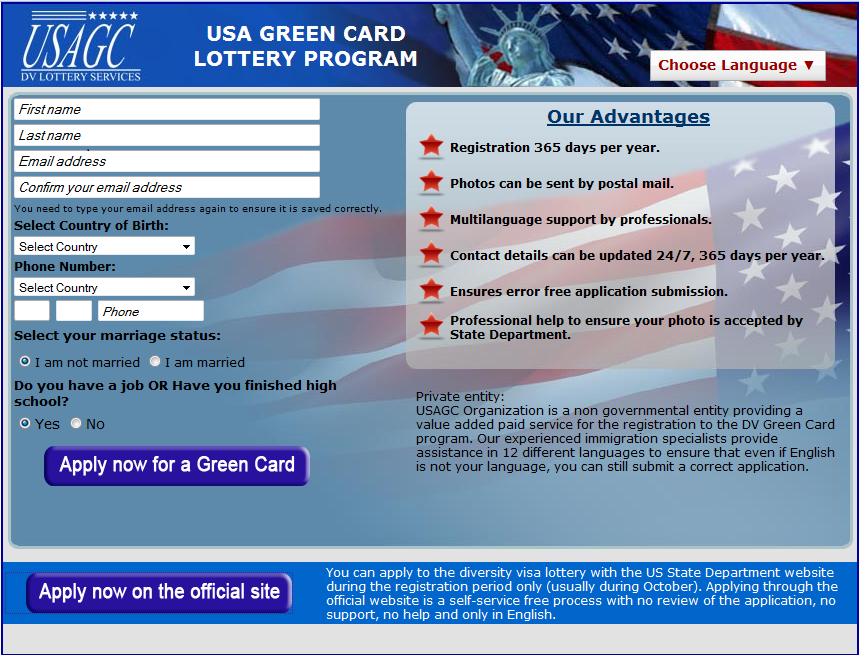 USAGC
DV LOTTERY SERVICES
USA GREEN CARD
LOTTERY PROGRAM
Choose Language ▼
First name
Last name
Email address
Confirm your email address
You need to type your email address again to ensure it is saved correctly.
Select Country of Birth:
Select Country
Phone Number:
Select Country
Phone
Select your marriage status:
I am not married I am married
Do you have a job OR Have you finished high
school?
Yes No
Apply now for a Green Card
Our Advantages
Registration 365 days per year.
Photos can be sent by postal mail.
Multilanguage support by professionals.
Contact details can be updated 24/7, 365 days per year.
Ensures error free application submission.
Professional help to ensure your photo is accepted by
State Department.
Private entity:
USAGC Organization is a non governmental entity providing a
value added paid service for the registration to the DV Green Card
program. Our experienced immigration specialists provide
assistance in 12 different languages to ensure that even if English
is not your language, you can still submit a correct application.
Apply now on the official site
You can apply to the diversity visa lottery with the US State Department website
during the registration period only (usually during October). Applying through the
official website is a self-service free process with no review of the application, no
support, no help and only in English.